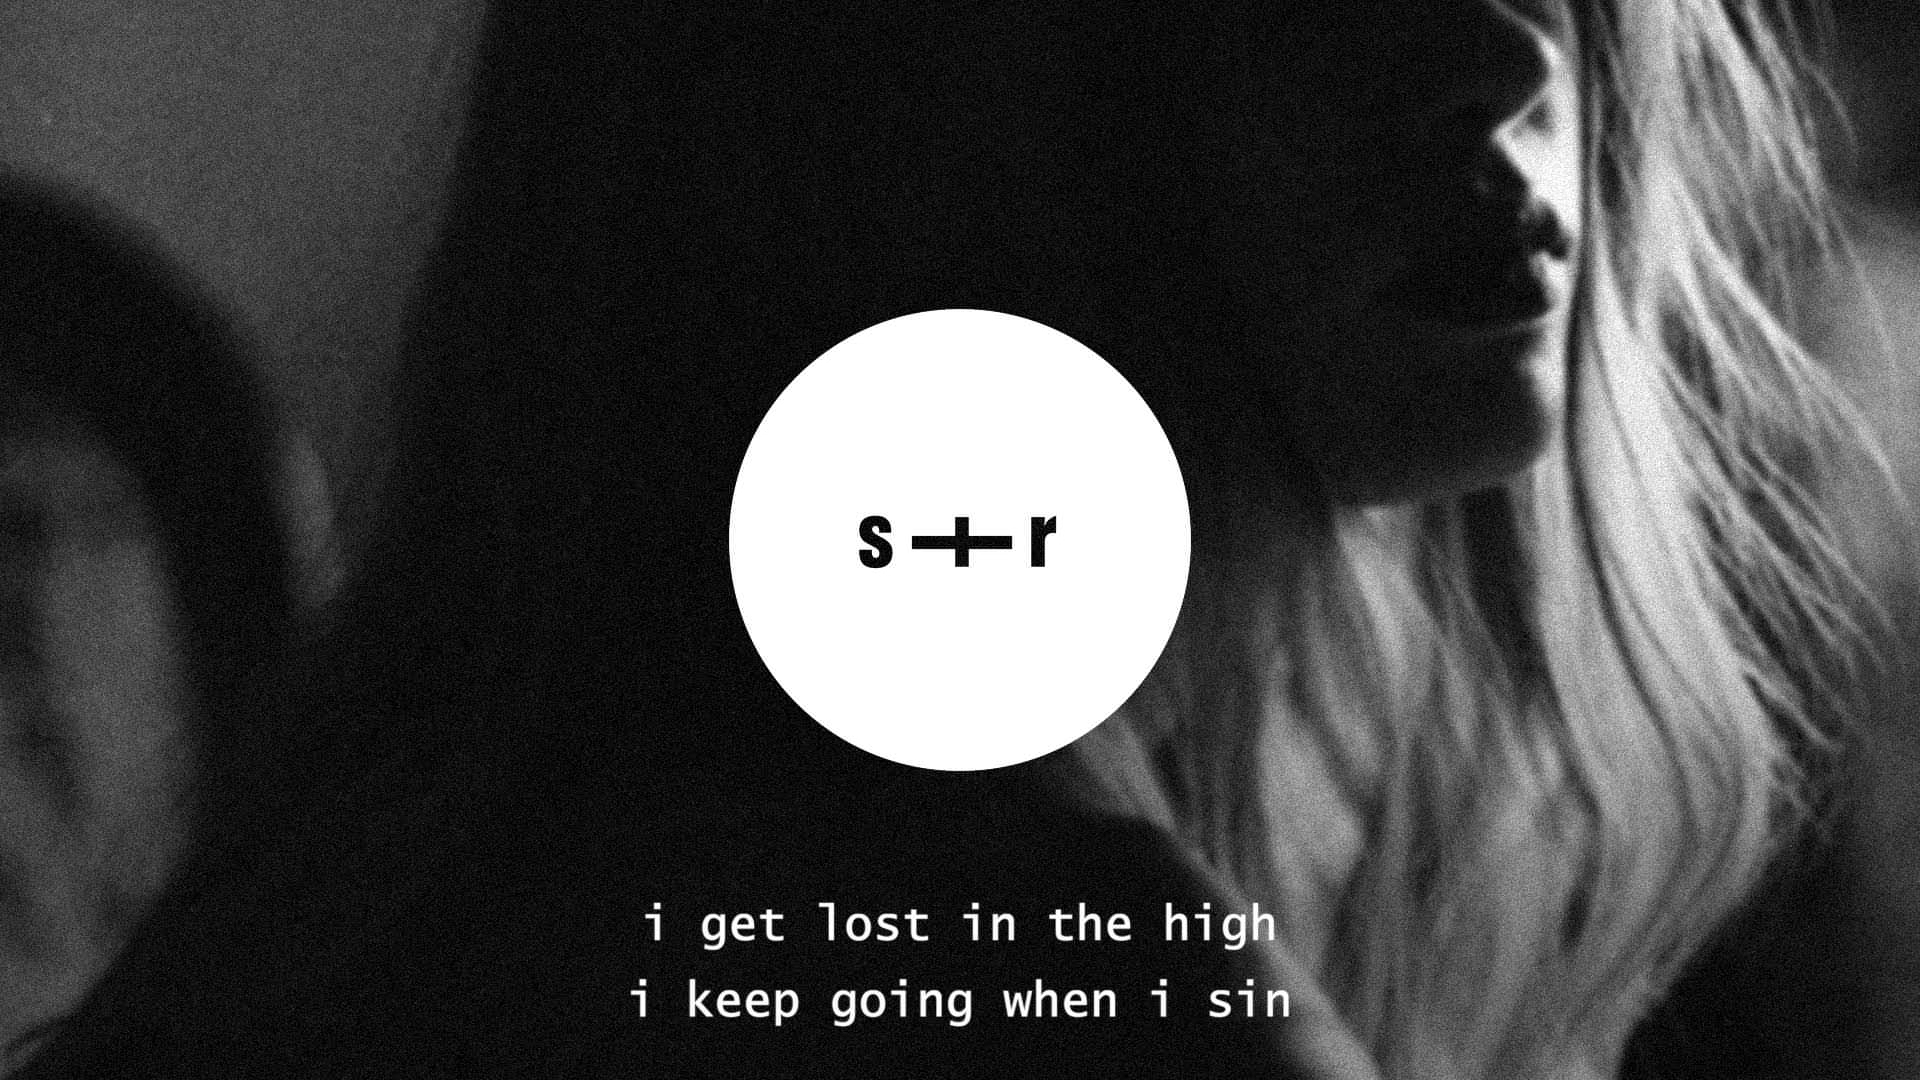 s+r
i get lost in the high
i keep going when i sin